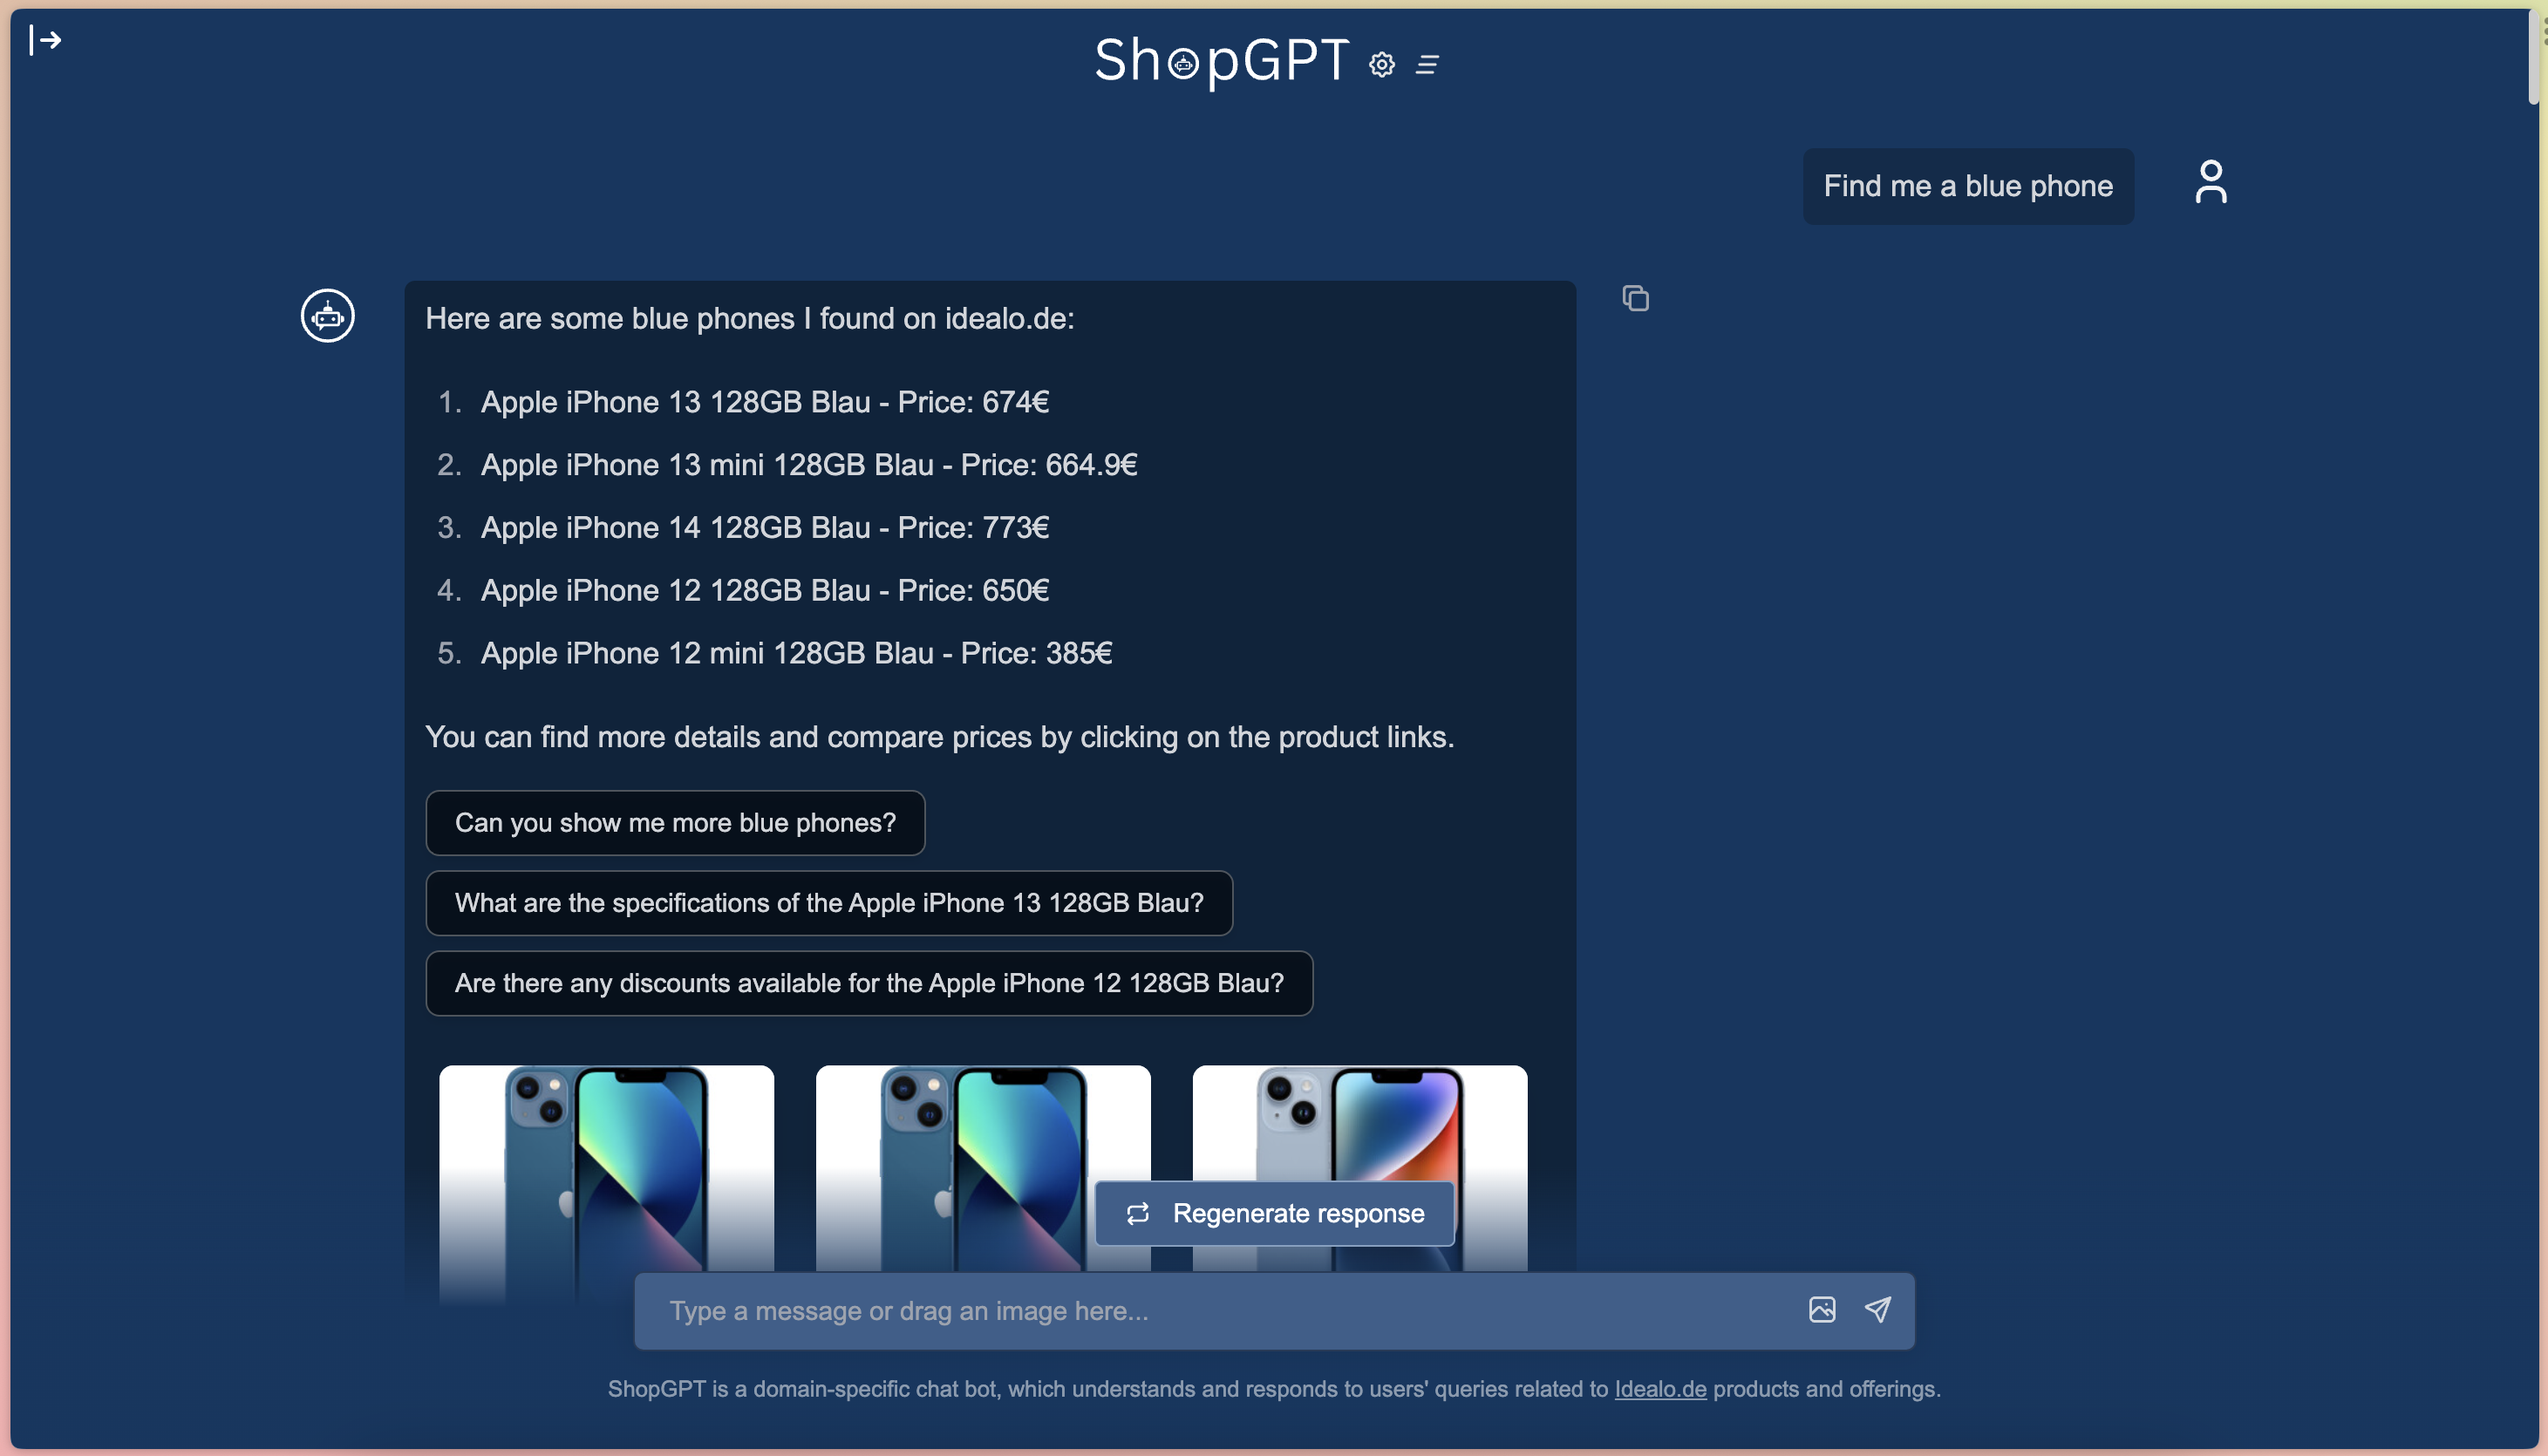 ShopGPT
Find me a blue phone
Here are some blue phones I found on idealo.de:
1. Apple iPhone 13 128GB Blau - Price: 674€
2. Apple iPhone 13 mini 128GB Blau - Price: 664.9€
3. Apple iPhone 14 128GB Blau - Price: 773€
4. Apple iPhone 12 128GB Blau - Price: 650€
5. Apple iPhone 12 mini 128GB Blau - Price: 385€
You can find more details and compare prices by clicking on the product links.
Can you show me more blue phones?
What are the specifications of the Apple iPhone 13 128GB Blau?
Are there any discounts available for the Apple iPhone 12 128GB Blau?
Regenerate response
Type a message or drag an image here...
ShopGPT is a domain-specific chat bot, which understands and responds to users' queries related to Idealo.de products and offerings.